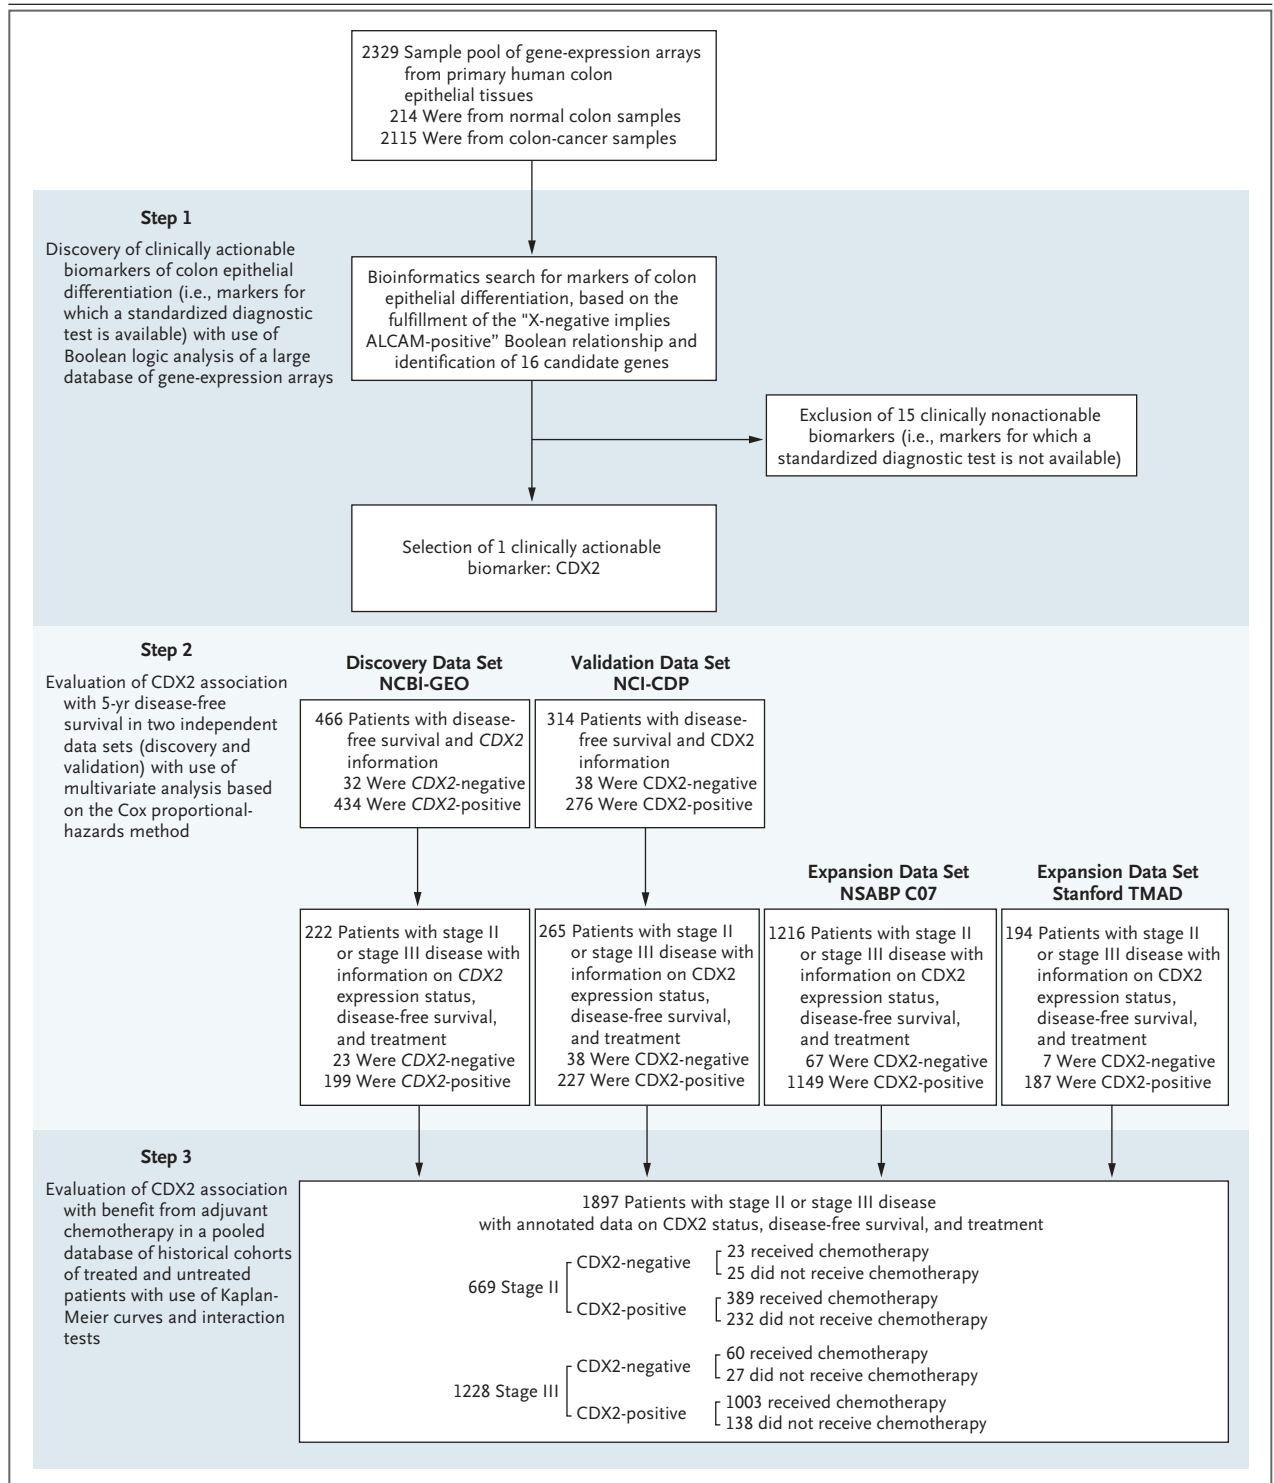 2329 Sample pool of gene-expression arrays
from primary human colon
epithelial tissues
214 Were from normal colon samples
2115 Were from colon-cancer samples
Step 1
Discovery of clinically actionable
biomarkers of colon epithelial
differentiation (i.e., markers for
which a standardized diagnostic
test is available) with use of
Boolean logic analysis of a large
database of gene-expression arrays
Bioinformatics search for markers of colon
epithelial differentiation, based on the
fulfillment of the "X-negative implies
ALCAM-positive” Boolean relationship and
identification of 16 candidate genes
Exclusion of 15 clinically nonactionable
biomarkers (i.e., markers for which a
standardized diagnostic test is not available)
Selection of 1 clinically actionable
biomarker: CDX2
Step 2
Evaluation of CDX2 association
with 5-yr disease-free
survival in two independent
data sets (discovery and
validation) with use of
multivariate analysis based
on the Cox proportional-
hazards method
Discovery Data Set
NCBI-GEO
466 Patients with disease-
free survival and CDX2
information
32 Were CDX2-negative
434 Were CDX2-positive
Validation Data Set
NCI-CDP
314 Patients with disease-
free survival and CDX2
information
38 Were CDX2-negative
276 Were CDX2-positive
Expansion Data Set
NSABP C07
Expansion Data Set
Stanford TMAD
222 Patients with stage II
or stage III disease with
information on CDX2
expression status,
disease-free survival,
and treatment
23 Were CDX2-negative
199 Were CDX2-positive
265 Patients with stage II
or stage III disease with
information on CDX2
expression status,
disease-free survival,
and treatment
38 Were CDX2-negative
227 Were CDX2-positive
1216 Patients with stage II
or stage III disease with
information on CDX2
expression status,
disease-free survival,
and treatment
67 Were CDX2-negative
1149 Were CDX2-positive
194 Patients with stage II
or stage III disease with
information on CDX2
expression status,
disease-free survival,
and treatment
7 Were CDX2-negative
187 Were CDX2-positive
Step 3
Evaluation of CDX2 association
with benefit from adjuvant
chemotherapy in a pooled
database of historical cohorts
of treated and untreated
patients with use of Kaplan-
Meier curves and interaction
tests
1897 Patients with stage II or stage III disease
with annotated data on CDX2 status, disease-free survival, and treatment
669 Stage II
CDX2-negative
23 received chemotherapy
25 did not receive chemotherapy
CDX2-positive
389 received chemotherapy
232 did not receive chemotherapy
1228 Stage III
CDX2-negative
60 received chemotherapy
27 did not receive chemotherapy
CDX2-positive
1003 received chemotherapy
138 did not receive chemotherapy